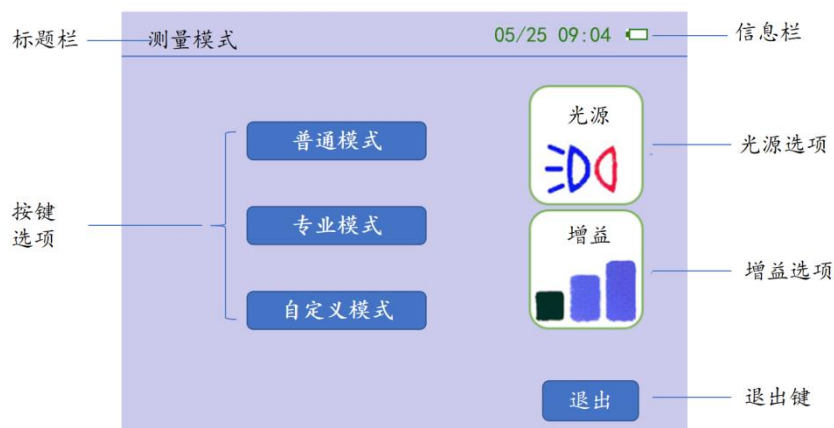 标题栏
测量模式
05/25 09:04
信息栏
光源
光源选项
普通模式
按键
选项
专业模式
增益
增益选项
自定义模式
退出
退出键